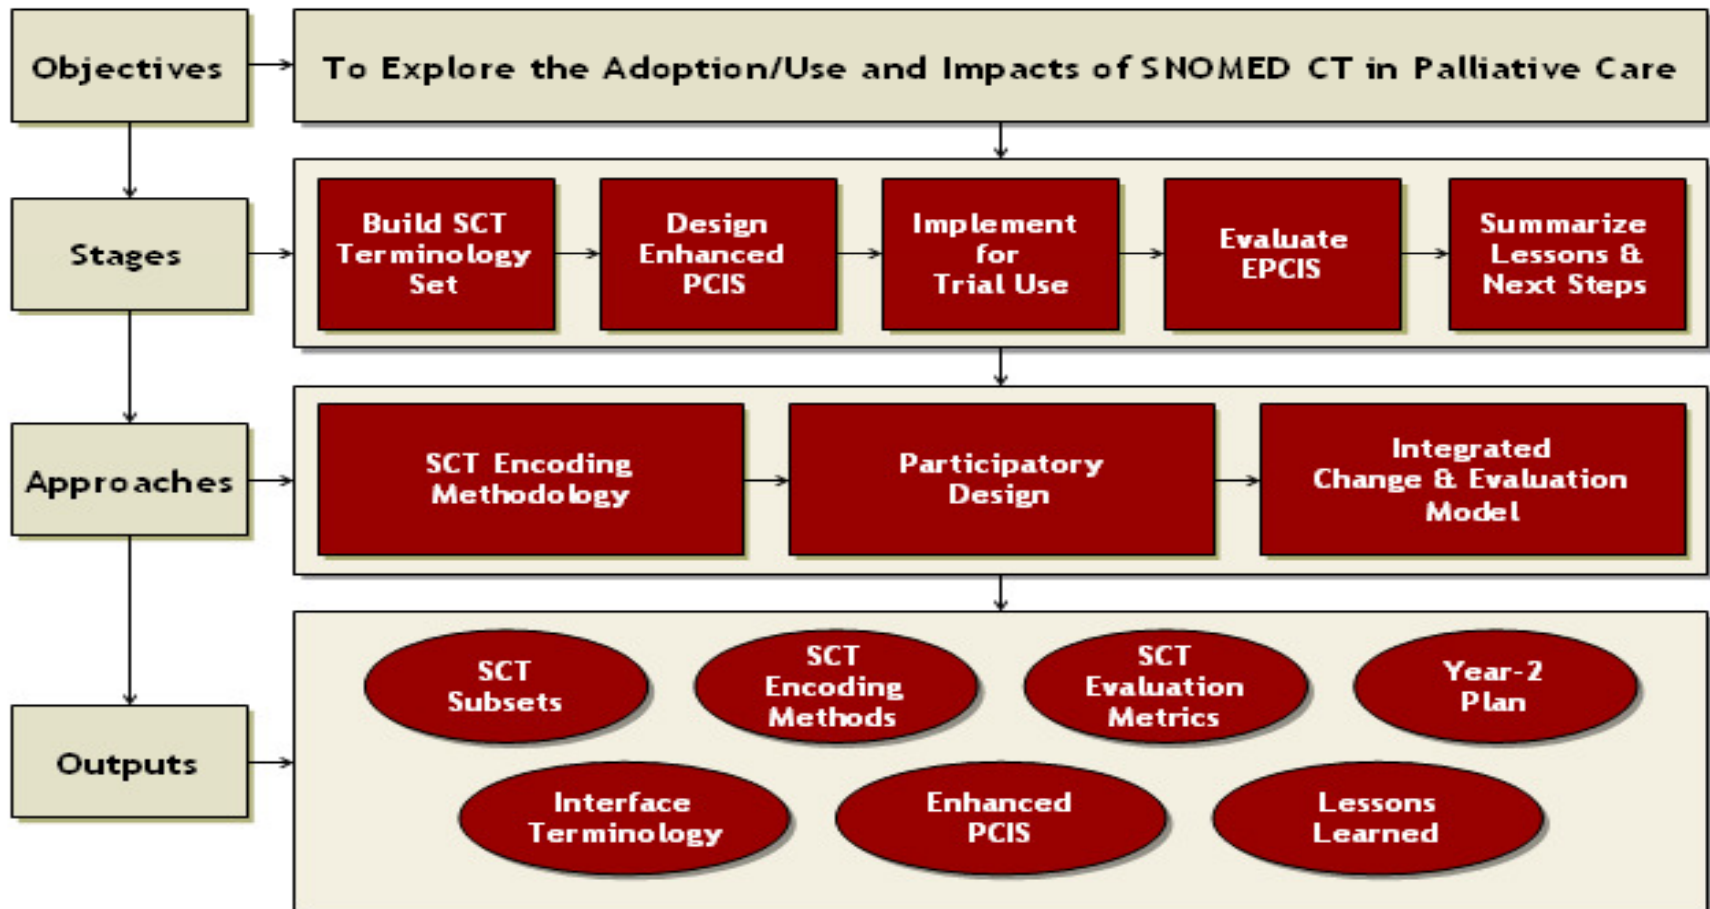 Objectives
To Explore the Adoption/Use and Impacts of SNOMED CT in Palliative Care
Stages
Build SCT
Terminology
Set
Design
Enhanced
PCIS
Implement
for
Trial Use
Evaluate
EPCIS
Summarize
Lessons &
Next Steps
Approaches
SCT Encoding
Methodology
Participatory
Design
Integrated
Change & Evaluation
Model
Outputs
SCT
Subsets
SCT
Encoding
Methods
SCT
Evaluation
Metrics
Year-2
Plan
Interface
Terminology
Enhanced
PCIS
Lessons
Learned